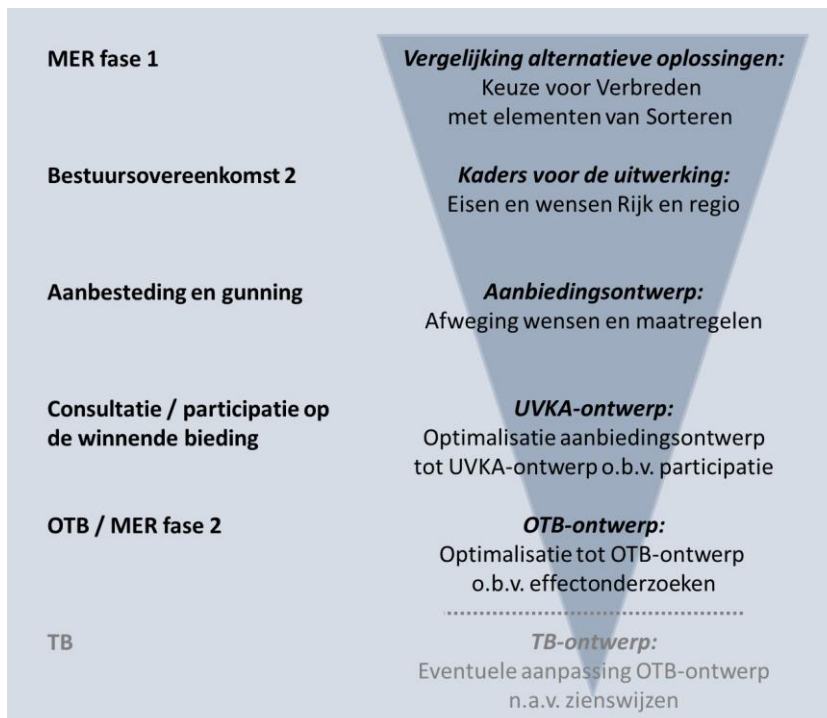 MER fase 1
Vergelijking alternatieve oplossingen:
Keuze voor Verbreden
met elementen van Sorteren
Bestuursovereenkomst 2
Kaders voor de uitwerking:
Eisen en wensen Rijk en regio
Aanbesteding en gunning
Aanbiedingsontwerp:
Afweging wensen en maatregelen
Consultatie / participatie op
de winnende bieding
UVKA-ontwerp:
Optimalisatie aanbiedingsontwerp
tot UVKA-ontwerp o.b.v. participatie
OTB / MER fase 2
OTB-ontwerp:
Optimalisatie tot OTB-ontwerp
o.b.v. effectonderzoeken
TB
TB-ontwerp:
Eventuele aanpassing OTB-ontwerp
n.a.v. zienswijzen